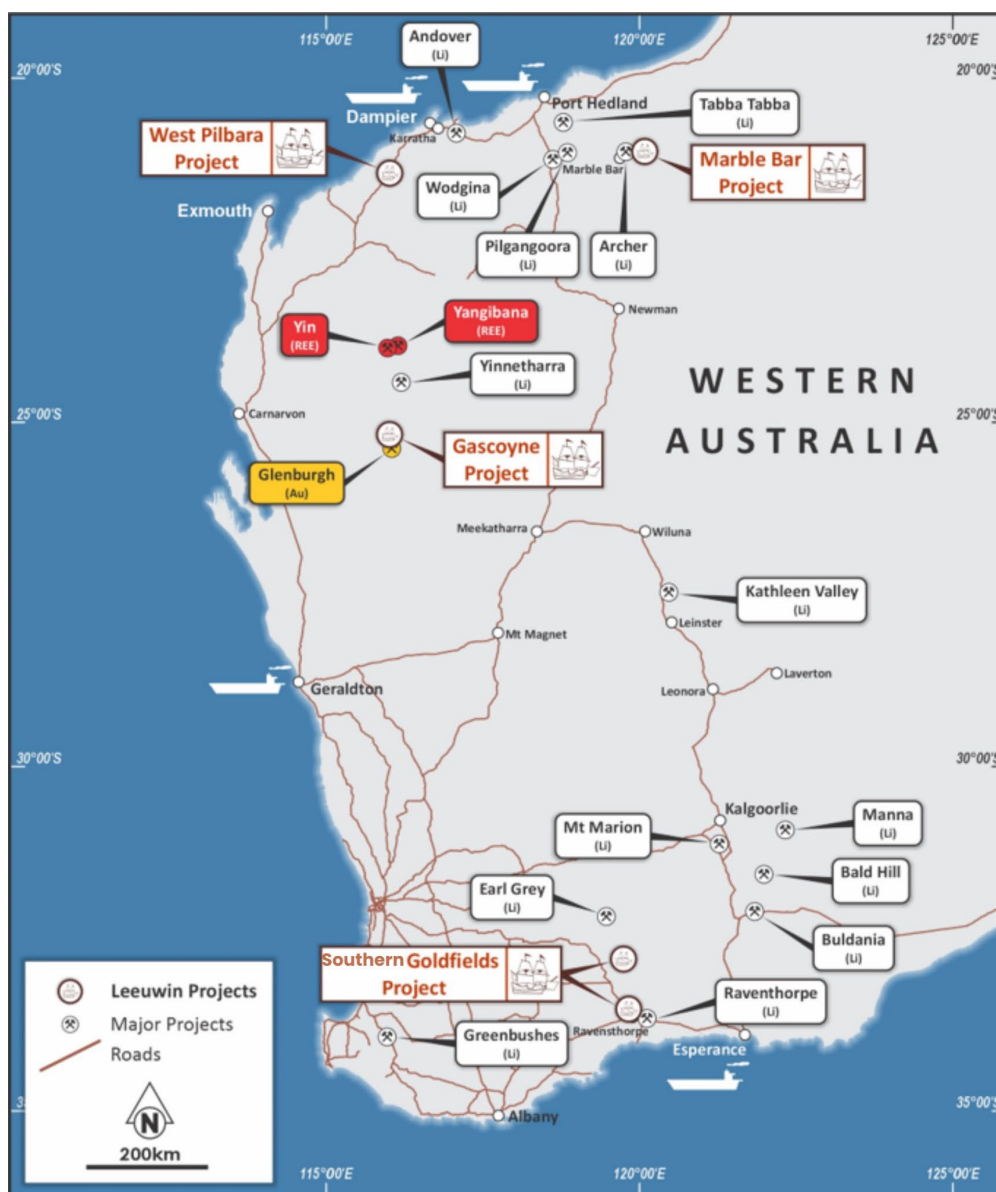 115°00'E
120°00'E
125°00'E
20°00'S
20°00'S
Andover
(Li)
Port Hedland
Dampier
Karratha
Tabba Tabba
(Li)
West Pilbara
Project
Marble Bar
Marble Bar
Project
Wodgina
(Li)
Exmouth
Pilgangoora
(Li)
Archer
(Li)
Newman
Yin
(REE)
Yangibana
(REE)
Yinnetharra
(Li)
WESTERN
AUSTRALIA
Carnarvon
25°00'S
25°00'S
Gascoyne
Project
Glenburgh
(Au)
Meekatharra
Wiluna
Kathleen Valley
(Li)
Leinster
Mt Magnet
Laverton
Leonora
Geraldton
30°00'S
30°00'S
Kalgoorlie
Mt Marion
(Li)
Manna
(Li)
Bald Hill
(Li)
Earl Grey
(Li)
Buldania
(Li)
Southern Goldfields
Project
Raventhorpe
(Li)
Ravensthorpe
Greenbushes
(Li)
Esperance
Albany
35°00'S
Leeuwin Projects
Major Projects
Roads
N
200km
115°00'E
120°00'E
125°00'E